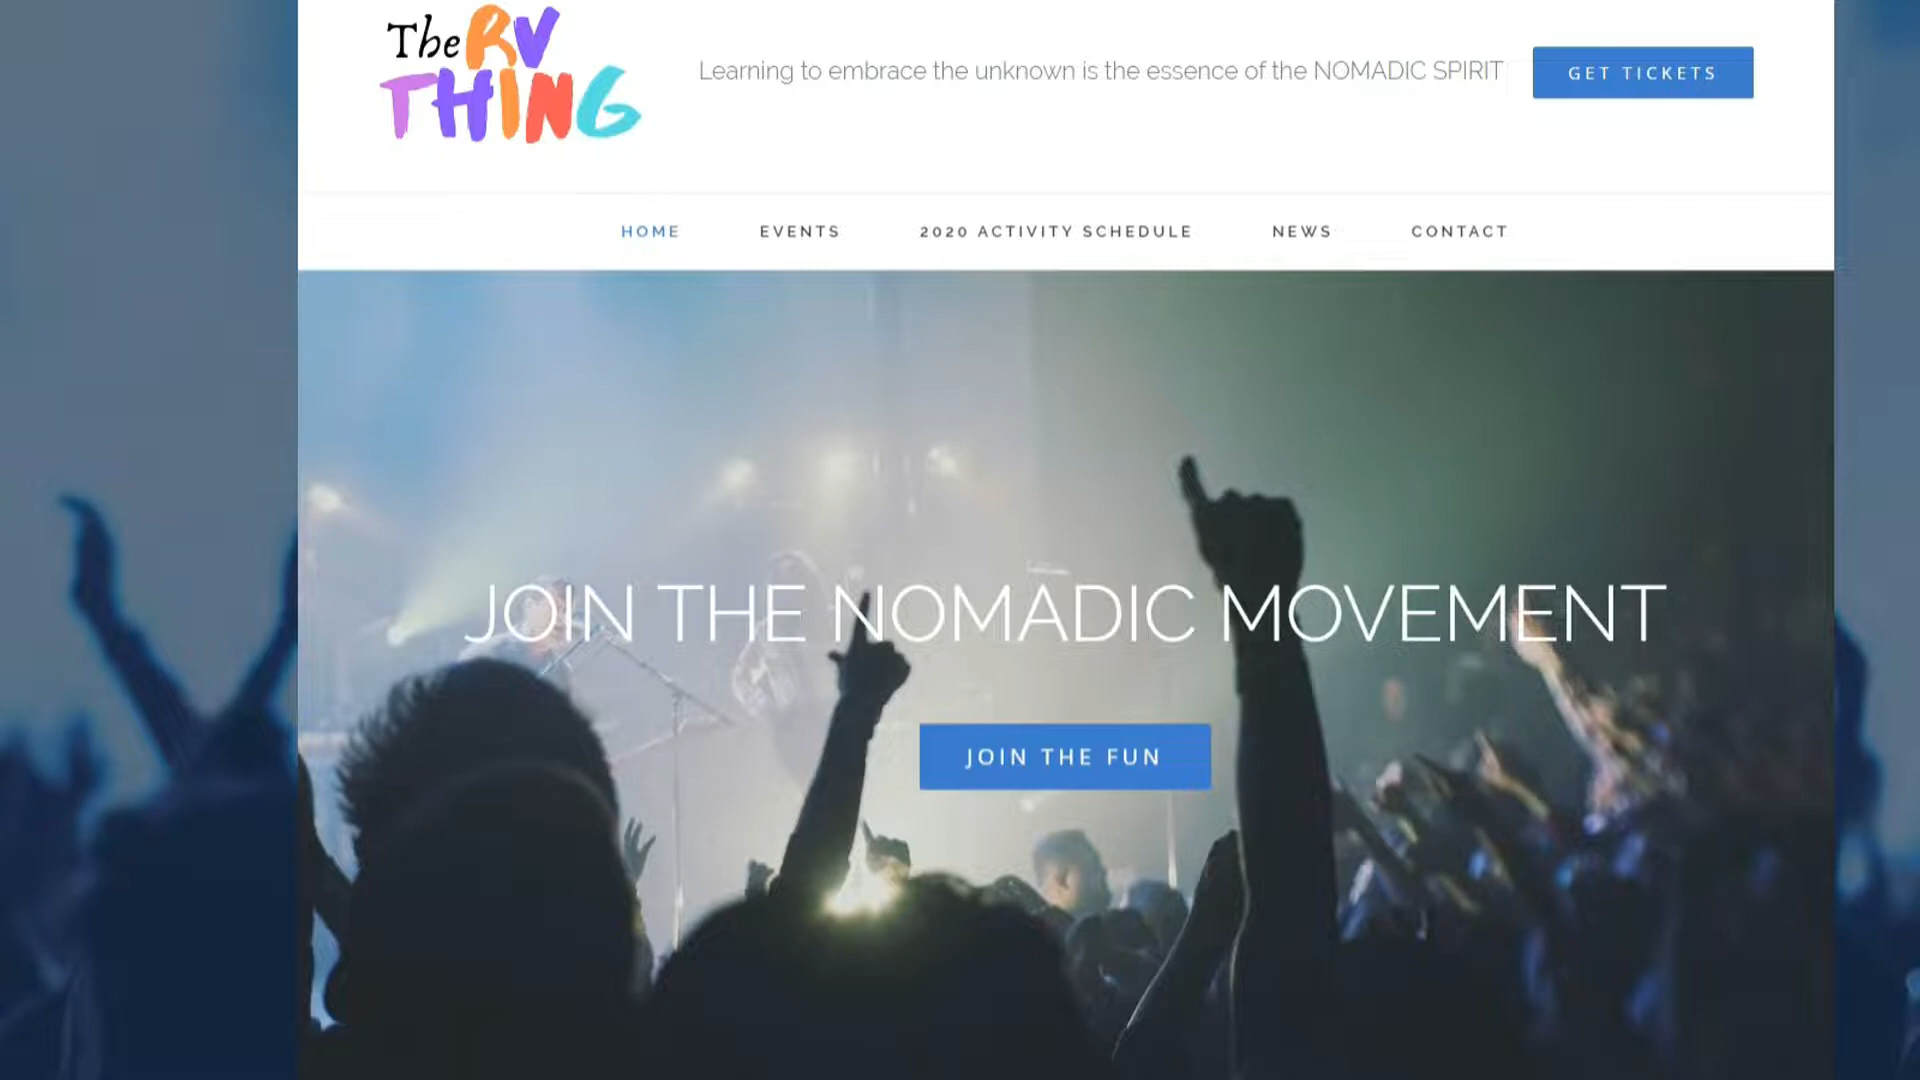 The RV
THING
Learning to embrace the unknown is the essence of the NOMADIC SPIRIT
GET TICKETS
HOME
EVENTS
2020 ACTIVITY SCHEDULE
NEWS
CONTACT
JOIN THE NOMADIC MOVEMENT
JOIN THE FUN